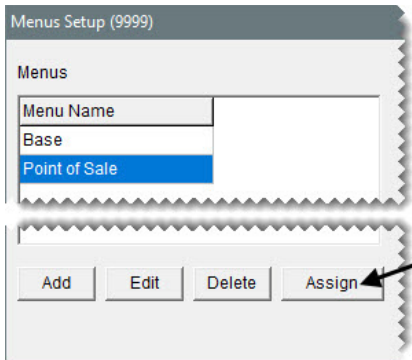 Menus Setup (9999)
Menus
Menu Name
Base
Point of Sale
Add Edit Delete Assign